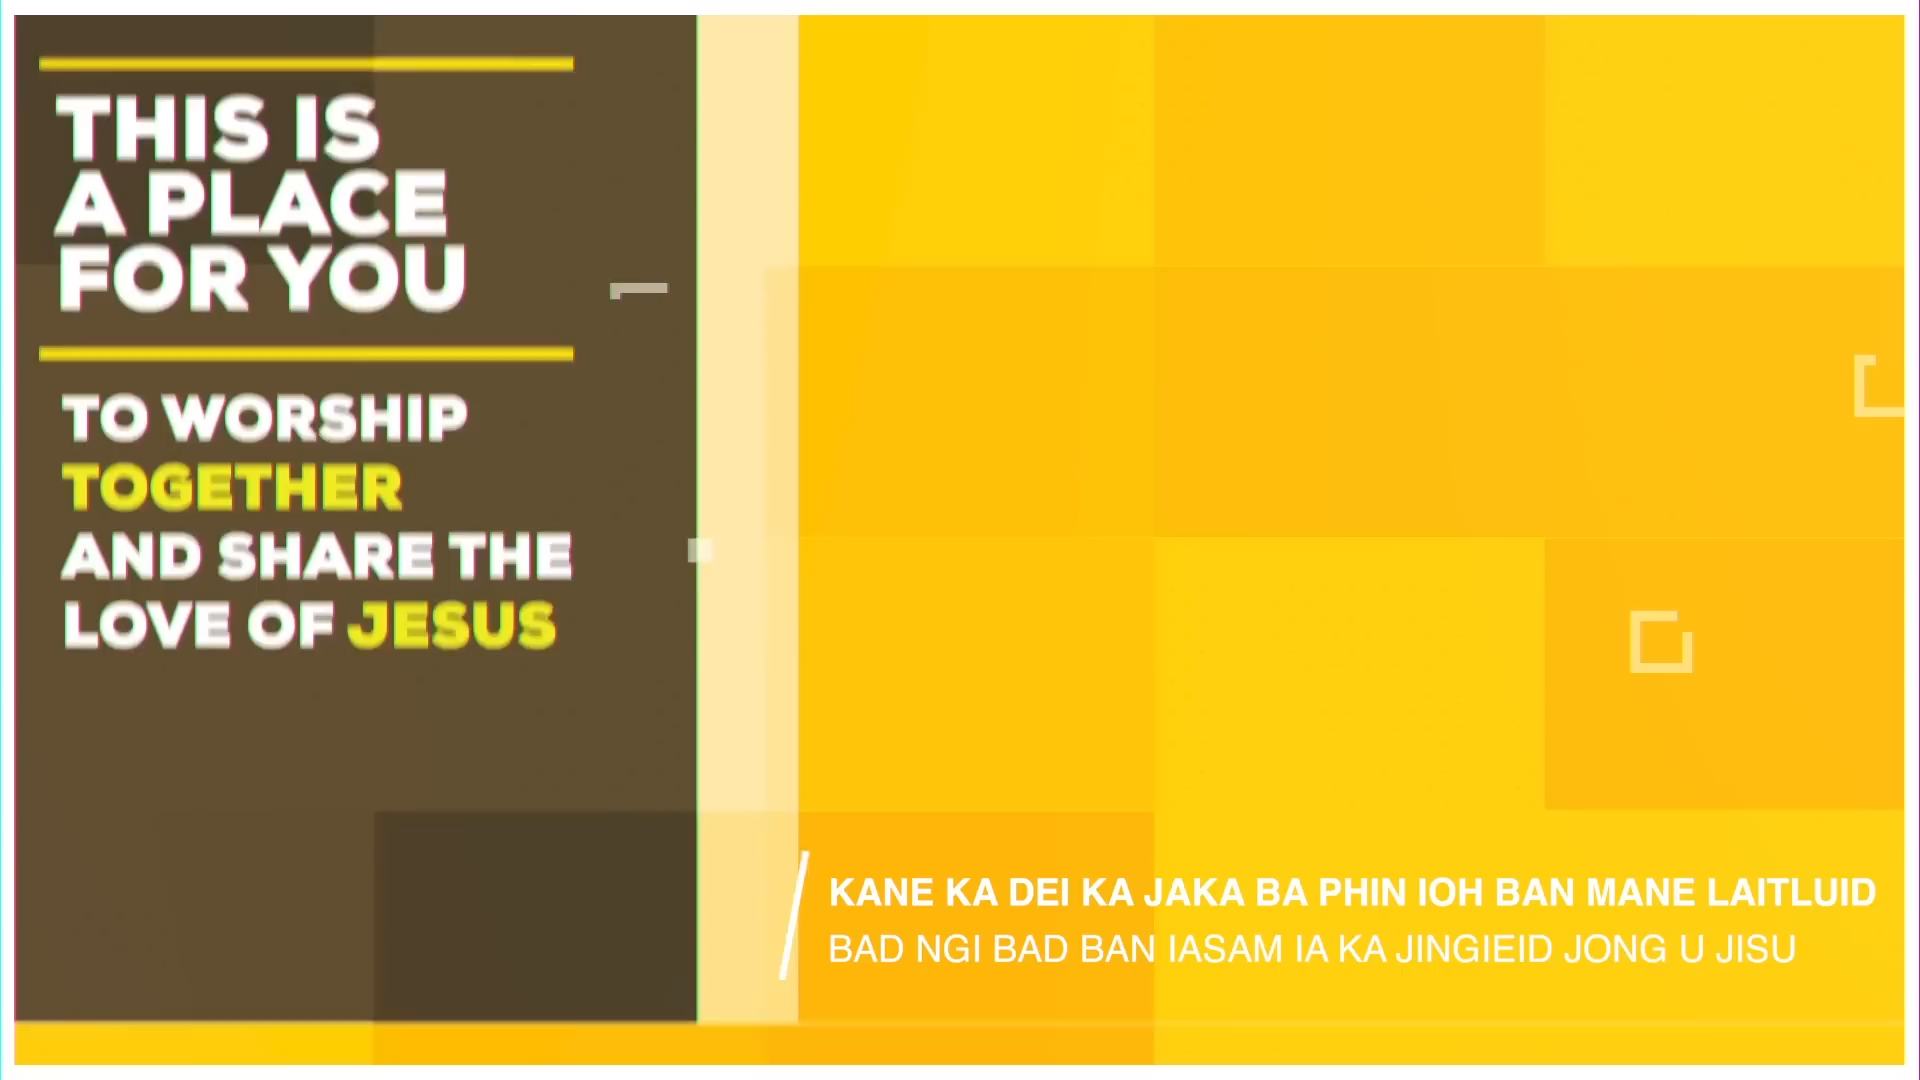 THIS IS
A PLACE
FOR YOU
TO WORSHIP
TOGETHER
AND SHARE THE
LOVE OF JESUS
KANE KA DEI KA JAKA BA PHIN IOH BAN MANE LAITLUID
BAD NGI BAD BAN IASAM IA KA JINGIEID JONG U JISU